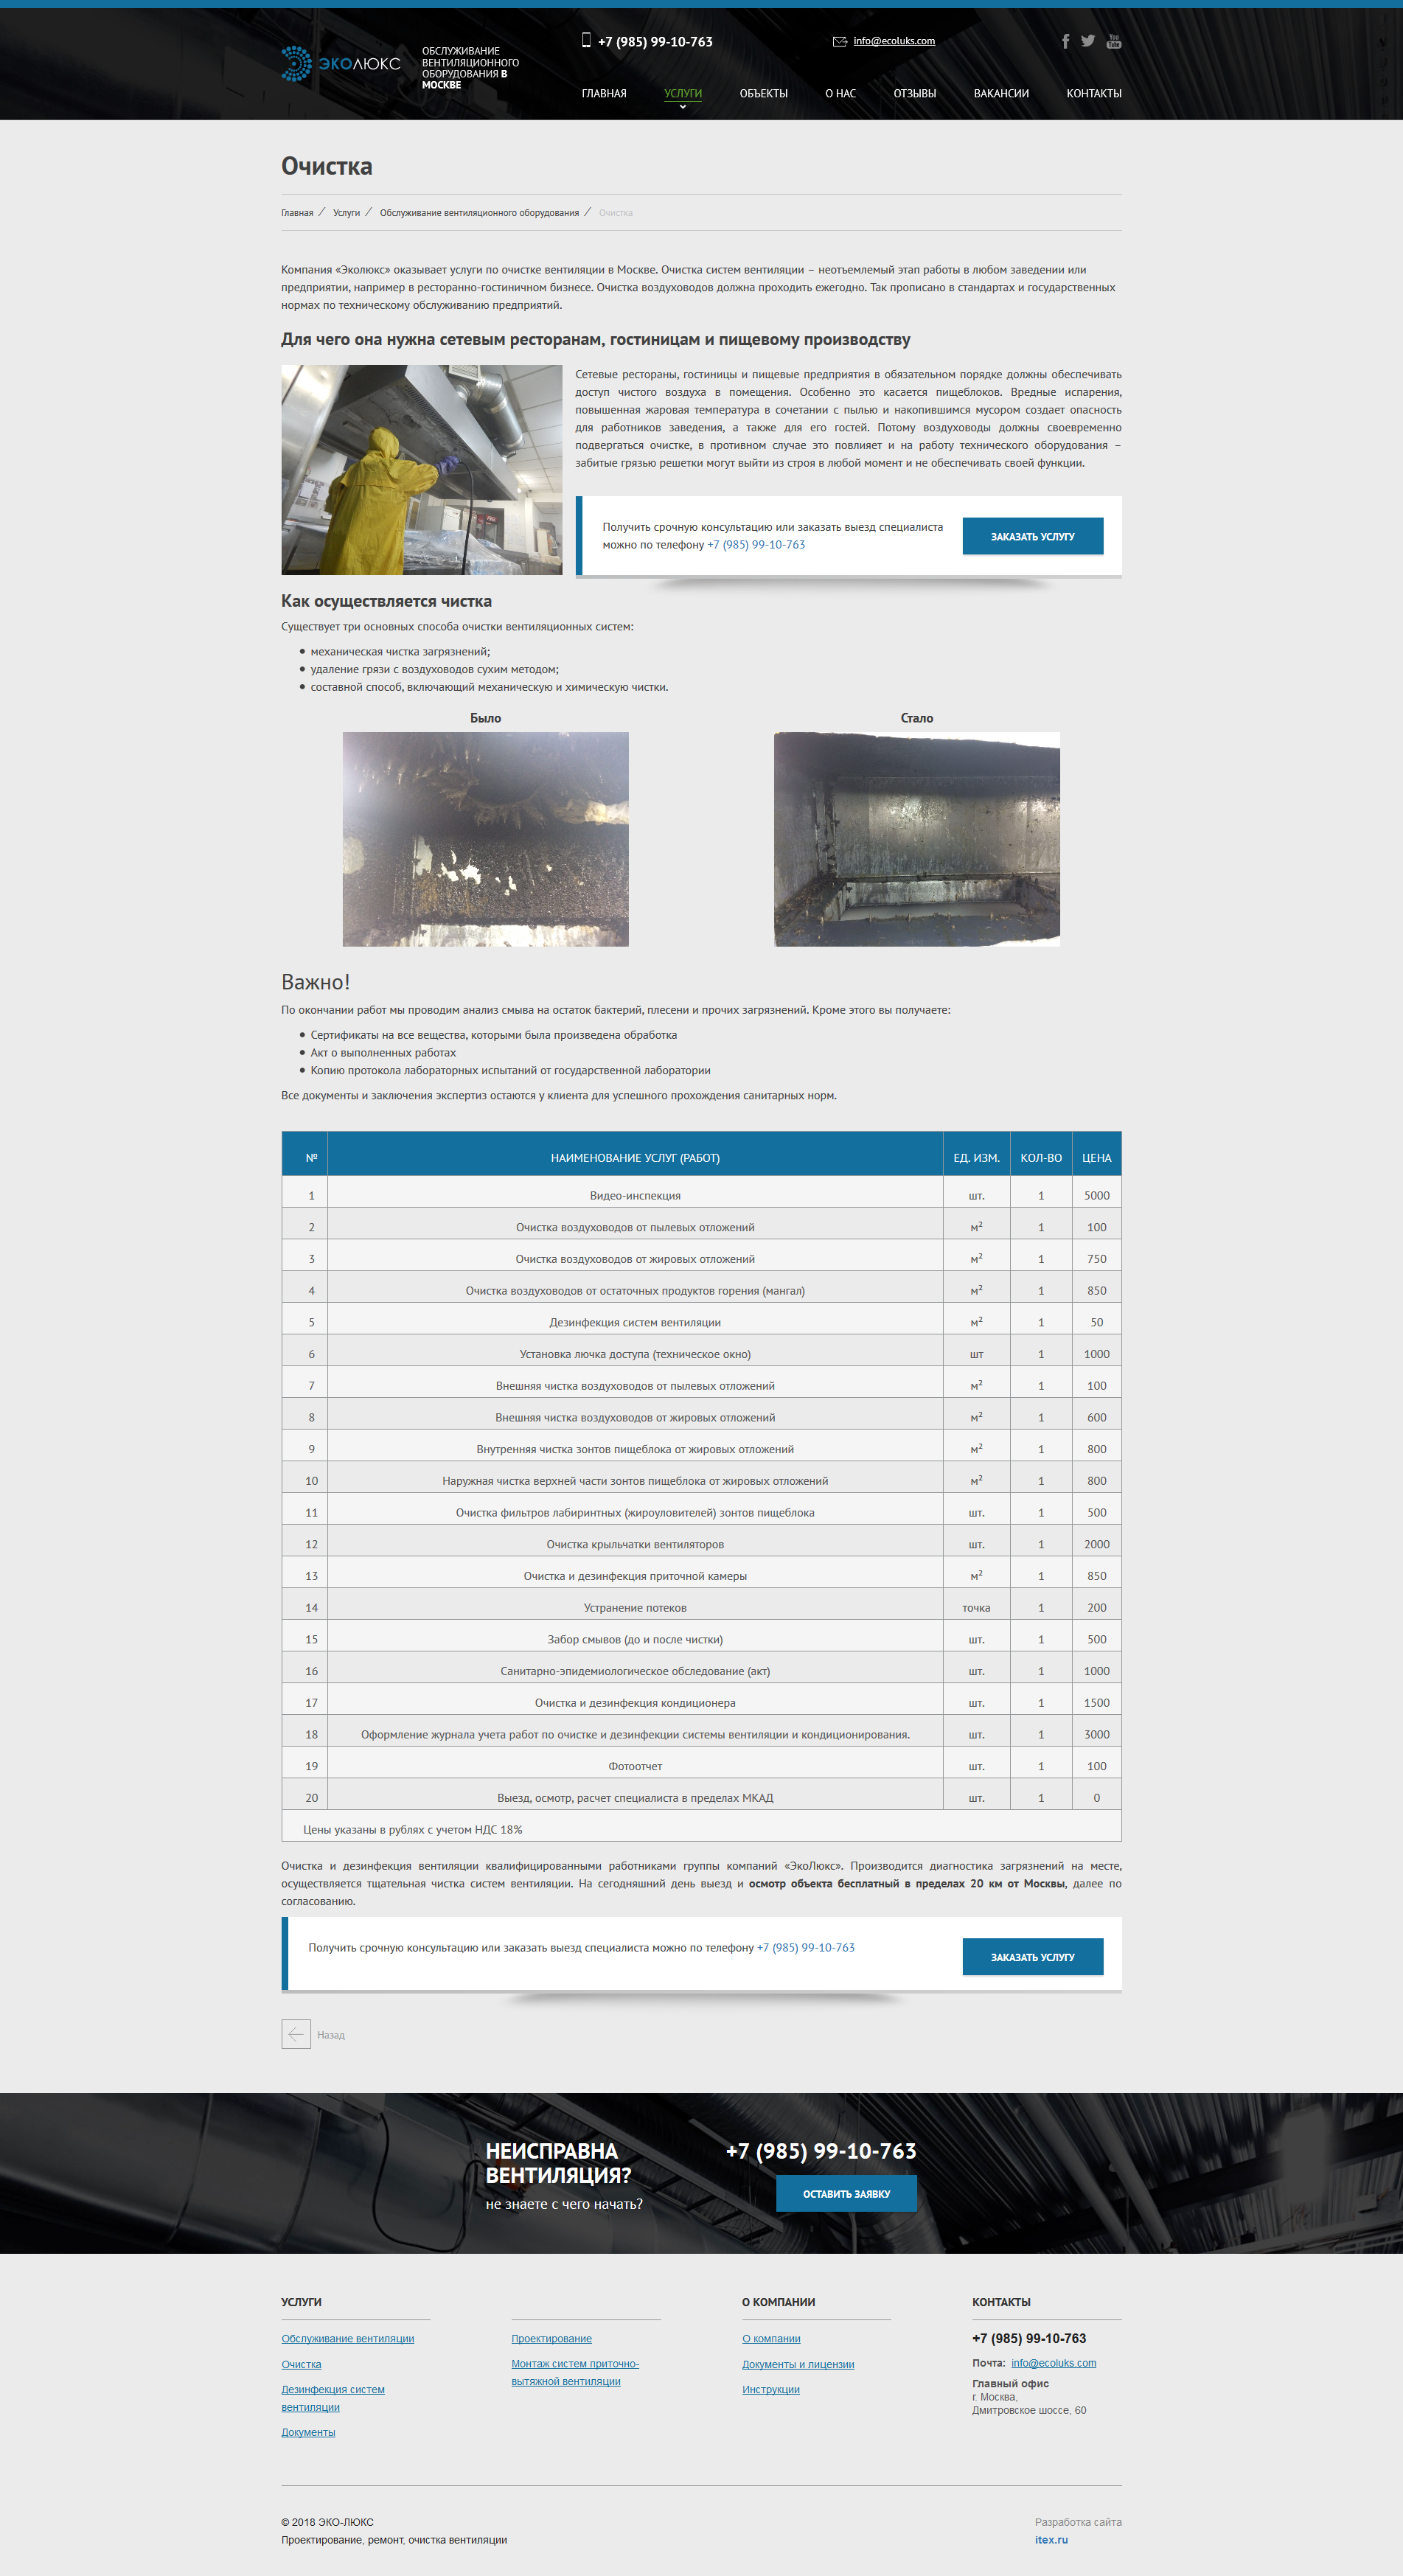 ЭКОЛЮКС
ОБСЛУЖИВАНИЕ
ВЕНТИЛЯЦИОННОГО
ОБОРУДОВАНИЯ В
МОСКВЕ
+7 (985) 99-10-763
info@ecoluks.com
You
Tube
ГЛАВНАЯ УСЛУГИ ОБЪЕКТЫ О НАС ОТЗЫВЫ ВАКАНСИИ КОНТАКТЫ
Очистка
Главная / Услуги / Обслуживание вентиляционного оборудования / Очистка
Компания «Эколюкс» оказывает услуги по очистке вентиляции в Москве. Очистка систем вентиляции – неотъемлемый этап работы в любом заведении или
предприятии, например в ресторанно-гостиничном бизнесе. Очистка воздуховодов должна проходить ежегодно. Так прописано в стандартах и государственных
нормах по техническому обслуживанию предприятий.
Для чего она нужна сетевым ресторанам, гостиницам и пищевому производству
Сетевые рестораны, гостиницы и пищевые предприятия в обязательном порядке должны обеспечивать
доступ чистого воздуха в помещения. Особенно это касается пищеблоков. Вредные испарения,
повышенная жаровая температура в сочетании с пылью и накопившимся мусором создает опасность
для работников заведения, а также для его гостей. Потому воздуховоды должны своевременно
подвергаться очистке, в противном случае это повлияет и на работу технического оборудования –
забитые грязью решетки могут выйти из строя в любой момент и не обеспечивать своей функции.
Получить срочную консультацию или заказать выезд специалиста
можно по телефону +7 (985) 99-10-763
ЗАКАЗАТЬ УСЛУГУ
Как осуществляется чистка
Существует три основных способа очистки вентиляционных систем:
• механическая чистка загрязнений;
• удаление грязи с воздуховодов сухим методом;
• составной способ, включающий механическую и химическую чистки.
Было Стало
Важно!
По окончании работ мы проводим анализ смыва на остаток бактерий, плесени и прочих загрязнений. Кроме этого вы получаете:
• Сертификаты на все вещества, которыми была произведена обработка
• Акт о выполненных работах
• Копию протокола лабораторных испытаний от государственной лаборатории
Все документы и заключения экспертиз остаются у клиента для успешного прохождения санитарных норм.
№ НАИМЕНОВАНИЕ УСЛУГ (РАБОТ) ЕД. ИЗМ. КОЛ-ВО ЦЕНА
1 Видео-инспекция шт. 1 5000
2 Очистка воздуховодов от пылевых отложений м² 1 100
3 Очистка воздуховодов от жировых отложений м² 1 750
4 Очистка воздуховодов от остаточных продуктов горения (мангал) м² 1 850
5 Дезинфекция систем вентиляции м² 1 50
6 Установка лючка доступа (техническое окно) шт 1 1000
7 Внешняя чистка воздуховодов от пылевых отложений м² 1 100
8 Внешняя чистка воздуховодов от жировых отложений м² 1 600
9 Внутренняя чистка зонтов пищеблока от жировых отложений м² 1 800
10 Наружная чистка верхней части зонтов пищеблока от жировых отложений м² 1 800
11 Очистка фильтров лабиринтных (жироуловителей) зонтов пищеблока шт. 1 500
12 Очистка крыльчатки вентиляторов шт. 1 2000
13 Очистка и дезинфекция приточной камеры м² 1 850
14 Устранение потеков точка 1 200
15 Забор смывов (до и после чистки) шт. 1 500
16 Санитарно-эпидемиологическое обследование (акт) шт. 1 1000
17 Очистка и дезинфекция кондиционера шт. 1 1500
18 Оформление журнала учета работ по очистке и дезинфекции системы вентиляции и кондиционирования. шт. 1 3000
19 Фотоотчет шт. 1 100
20 Выезд, осмотр, расчет специалиста в пределах МКАД шт. 1 0
Цены указаны в рублях с учетом НДС 18%
Очистка и дезинфекция вентиляции квалифицированными работниками группы компаний «ЭкоЛюкс». Производится диагностика загрязнений на месте,
осуществляется тщательная чистка систем вентиляции. На сегодняшний день выезд и осмотр объекта бесплатный в пределах 20 км от Москвы, далее по
согласованию.
Получить срочную консультацию или заказать выезд специалиста можно по телефону +7 (985) 99-10-763
ЗАКАЗАТЬ УСЛУГУ
Назад
НЕИСПРАВНА
ВЕНТИЛЯЦИЯ?
не знаете с чего начать?
+7 (985) 99-10-763
ОСТАВИТЬ ЗАЯВКУ
УСЛУГИ
Обслуживание вентиляции
Очистка
Дезинфекция систем
вентиляции
Документы
Проектирование
Монтаж систем приточно-
вытяжной вентиляции
О КОМПАНИИ
О компании
Документы и лицензии
Инструкции
КОНТАКТЫ
+7 (985) 99-10-763
Почта: info@ecoluks.com
Главный офис
г. Москва,
Дмитровское шоссе, 60
© 2018 ЭКО-ЛЮКС
Проектирование, ремонт, очистка вентиляции
Разработка сайта
itex.ru